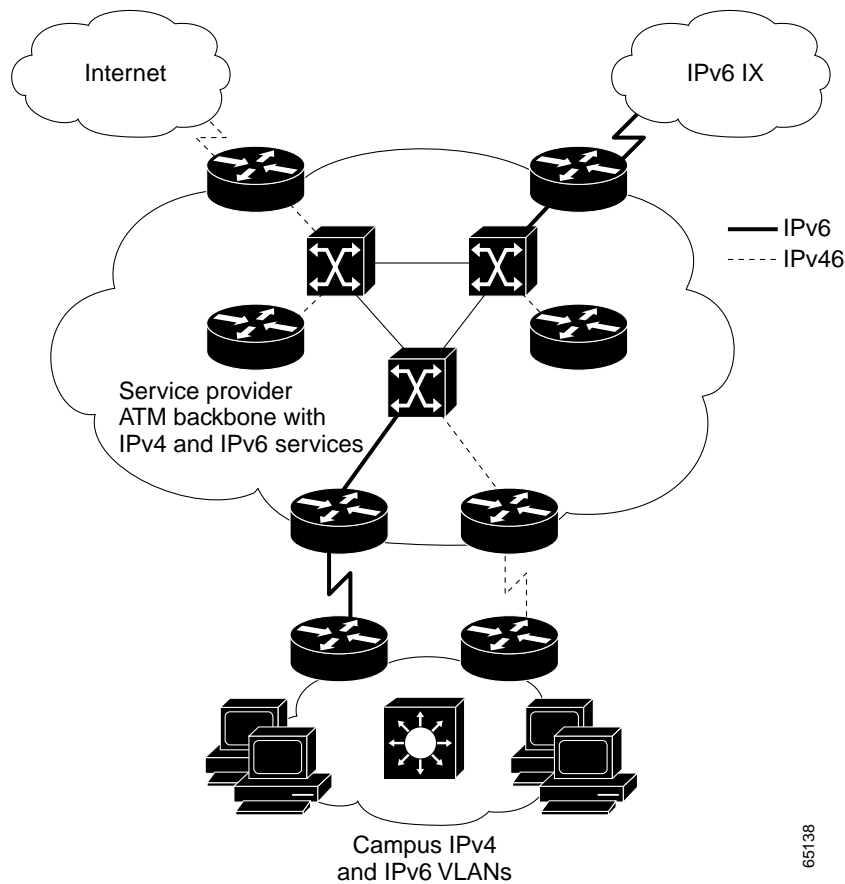 Internet
IPv6 IX
IPv6
IPv46
Service provider
ATM backbone with
IPv4 and IPv6 services
Campus IPv4
and IPv6 VLANs
65138